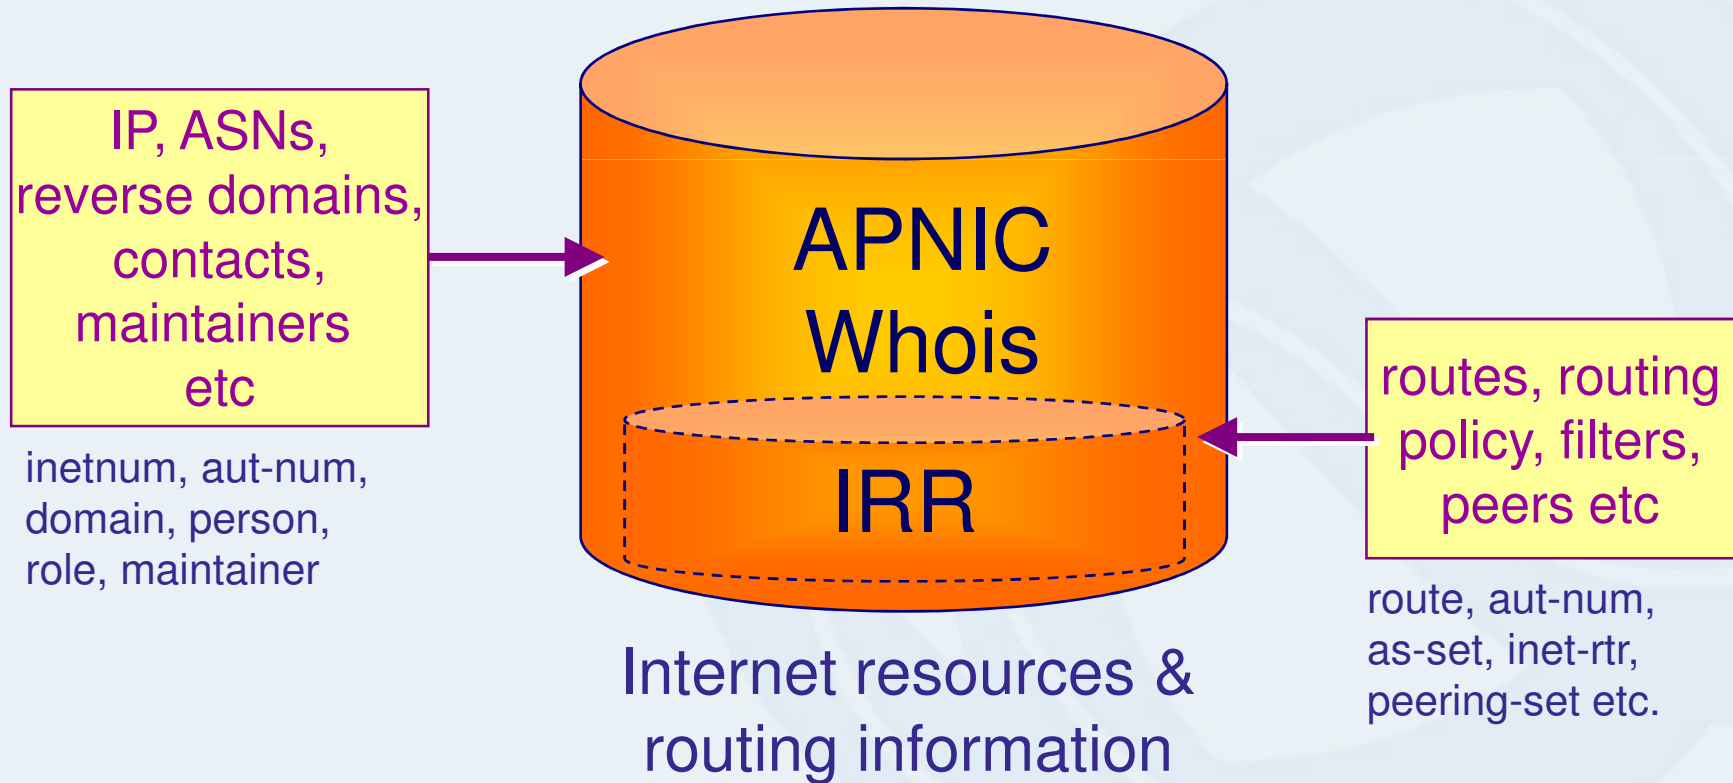 IP, ASNs,
reverse domains,
contacts,
maintainers
etc
inetnum, aut-num,
domain, person,
role, maintainer
APNIC
Whois
IRR
Internet resources &
routing information
routes, routing
policy, filters,
peers etc
route, aut-num,
as-set, inet-rtr,
peering-set etc.